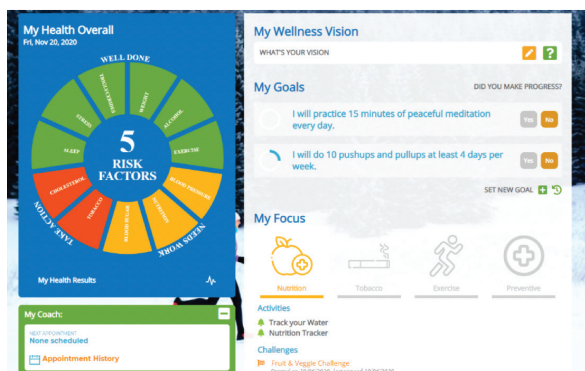 My Health Overall
Fri, Nov 20, 2020
WELL DONE
TRIGLYCERIDES
WEIGHT
STRESS
ALCOHOL
SLEEP
EXERCISE
5
RISK
FACTORS
CHOLESTEROL
BLOOD PRESSURE
TOBACCO
NUTRITION
TAKE ACTION
NEEDS WORK
My Health Results
My Coach:
NEXT APPOINTMENT
None scheduled
Appointment History
My Wellness Vision
WHAT'S YOUR VISION
?
My Goals
DID YOU MAKE PROGRESS?
I will practice 15 minutes of peaceful meditation
every day.
Yes
No
I will do 10 pushups and pullups at least 4 days per
week.
Yes
No
SET NEW GOAL
My Focus
Nutrition
Tobacco
Exercise
Preventive
Activities
Track your Water
Nutrition Tracker
Challenges
Fruit & Veggie Challenge